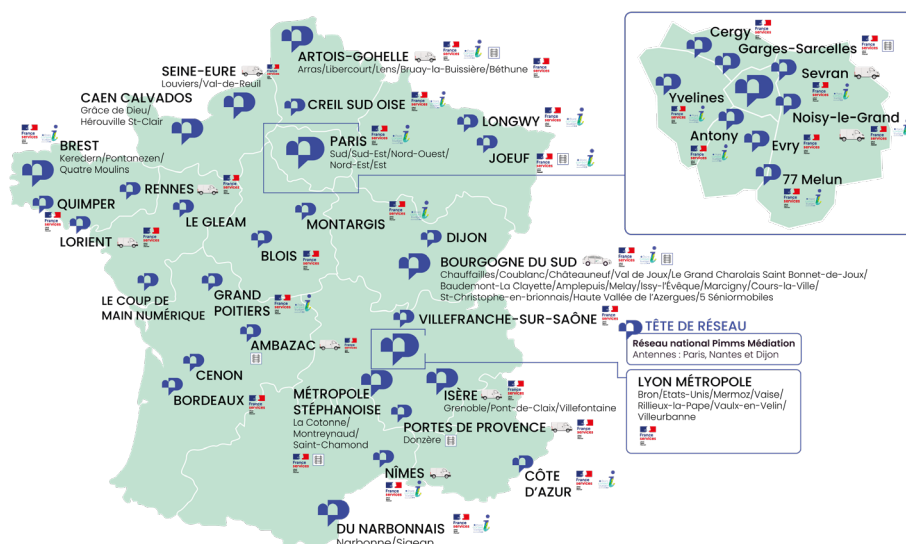 ARTOIS-GOHELLE
Arras/Libercourt/Lens/Bruay-la-Buissière/Béthune
SEINE-EURE
Louviers/Val-de-Reuil
CAEN CALVADOS
Grâce de Dieu/
Hérouville St-Clair
CREIL SUD OISE
LONGWY
JOEUF
PARIS
Sud/Sud-Est/Nord-Ouest/
Nord-Est/Est
BREST
Keredern/Pontanezen/
Quatre Moulins
QUIMPER
RENNES
LORIENT
LE GLEAM
MONTARGIS
BLOIS
DIJON
BOURGOGNE DU SUD
Chauffailles/Coublanc/Châteauneuf/Val de Joux/Le Grand Charolais Saint Bonnet-de-Joux/
Baudemont-La Clayette/Amplepuis/Melay/Issy-l'Évêque/Marcigny/Cours-la-Ville/
St-Christophe-en-brionnais/Haute Vallée de l'Azergues/5 Séniormobiles
LE COUP DE
MAIN NUMÉRIQUE
GRAND
POITIERS
VILLEFRANCHE-SUR-SAÔNE
AMBAZAC
CENON
BORDEAUX
MÉTROPOLE
STÉPHANOISE
La Cotonne/
Montreynaud/
Saint-Chamond
ISÈRE
Grenoble/Pont-de-Claix/Villefontaine
PORTES DE PROVENCE
Donzère
NÎMES
CÔTE
D'AZUR
DU NARBONNAIS
Narbonne/Sigean
Cergy
Garges-Sarcelles
Sevran
Yvelines
Noisy-le-Grand
Antony
Evry
77 Melun
TÊTE DE RÉSEAU
Réseau national Pimms Médiation
Antennes : Paris, Nantes et Dijon
LYON MÉTROPOLE
Bron/Etats-Unis/Mermoz/Vaise/
Rillieux-la-Pape/Vaulx-en-Velin/
Villeurbanne
France
services